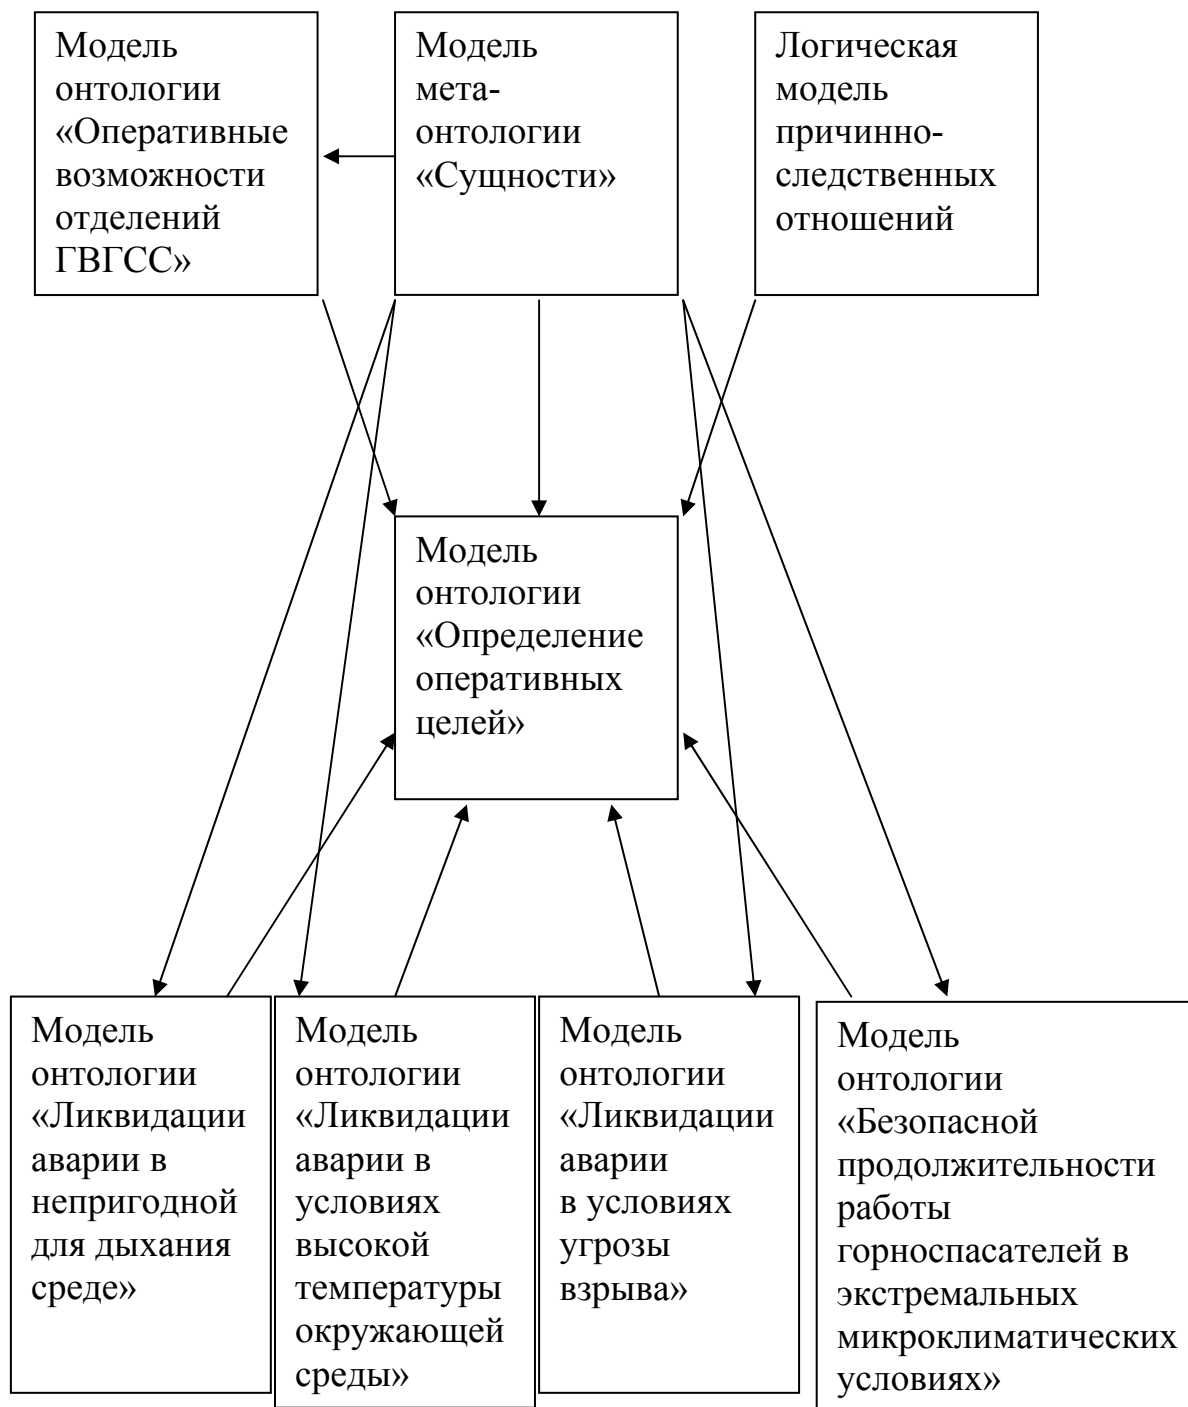 Модель
онтологии
«Оперативные
возможности
отделений
ГВГСС»
Модель
мета-
онтологии
«Сущности»
Логическая
модель
причинно-
следственных
отношений
Модель
онтологии
«Определение
оперативных
целей»
Модель
онтологии
«Ликвидации
аварии в
непригодной
для дыхания
среде»
Модель
онтологии
«Ликвидации
аварии в
условиях
высокой
температуры
окружающей
среды»
Модель
онтологии
«Ликвидации
аварии
в условиях
угрозы
взрыва»
Модель
онтологии
«Безопасной
продолжительности
работы
горноспасателей в
экстремальных
микроклиматических
условиях»